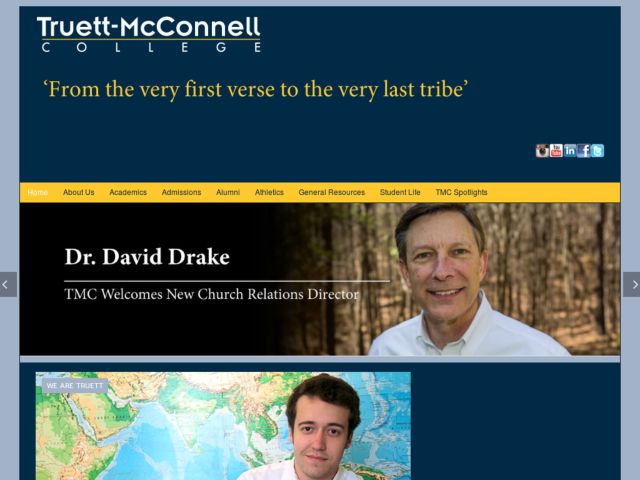 Truett-McConnell
COLLEGE
‘From the very first verse to the very last tribe’
Home About Us Academics Admissions Alumni Athletics General Resources Student Life TMC Spotlights
Dr. David Drake
TMC Welcomes New Church Relations Director
WE ARE TRUETT